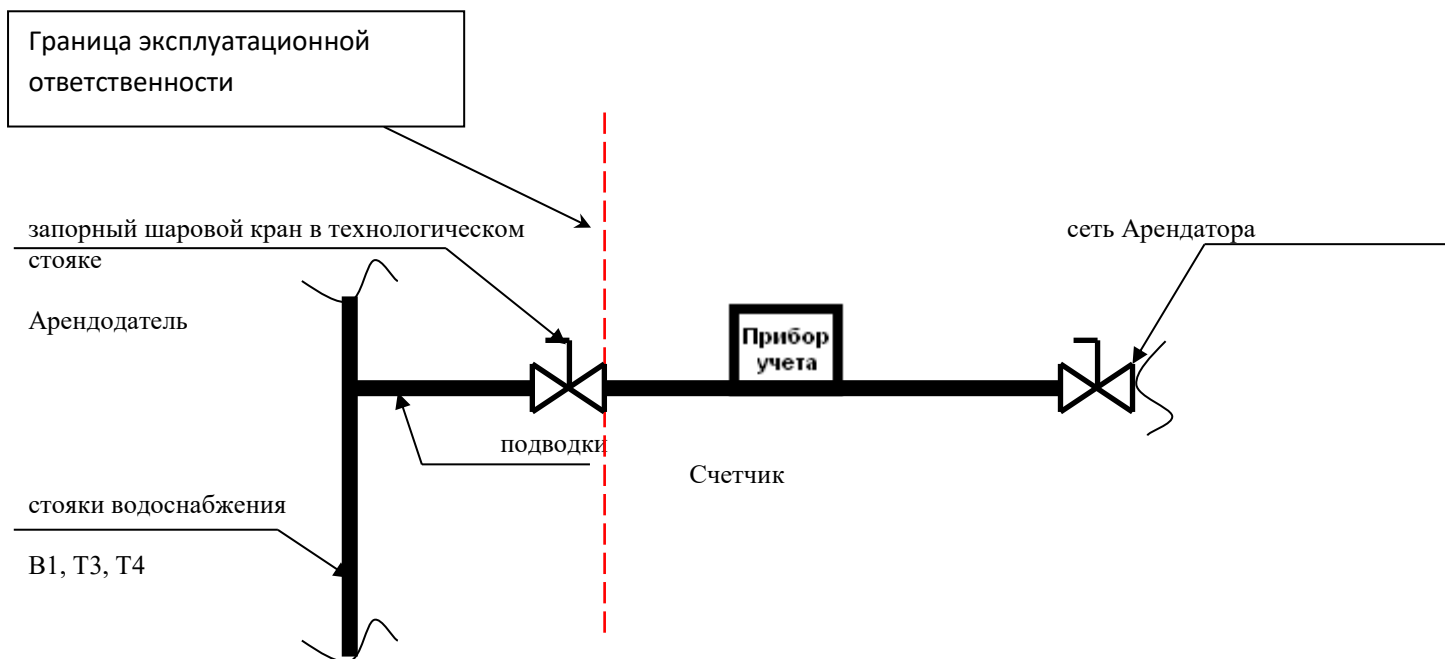 Граница эксплуатационной
ответственности
запорный шаровой кран в технологическом
стояке
сеть Арендатора
Арендодатель
Прибор
учета
подводки
Счетчик
стояки водоснабжения
В1, Т3, Т4